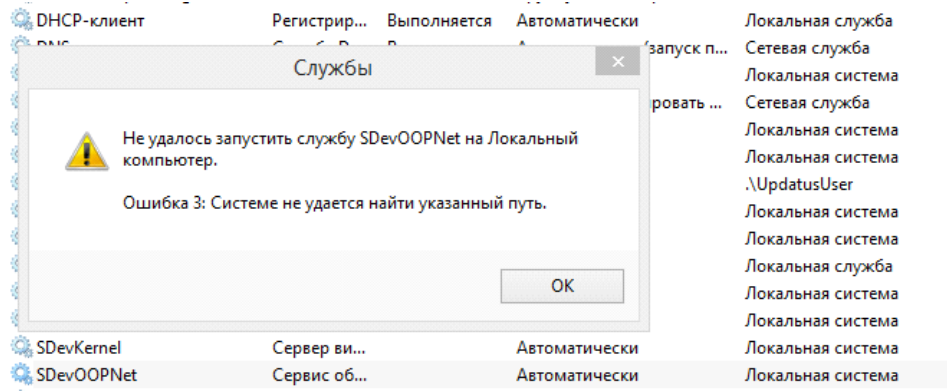 DHCP-клиент Регистрир... Выполняется Автоматически Локальная служба
запуск п... Сетевая служба
Службы
Локальная система
ровать ... Сетевая служба
Не удалось запустить службу SDevOOPNet на Локальный
компьютер.
Локальная система
Локальная система
.\UpdatusUser
Ошибка 3: Системе не удается найти указанный путь.
Локальная система
Локальная система
Локальная служба
OK
Локальная система
Локальная система
SDevKernel Сервер ви... Автоматически Локальная система
SDevOOPNet Сервис об... Автоматически Локальная система